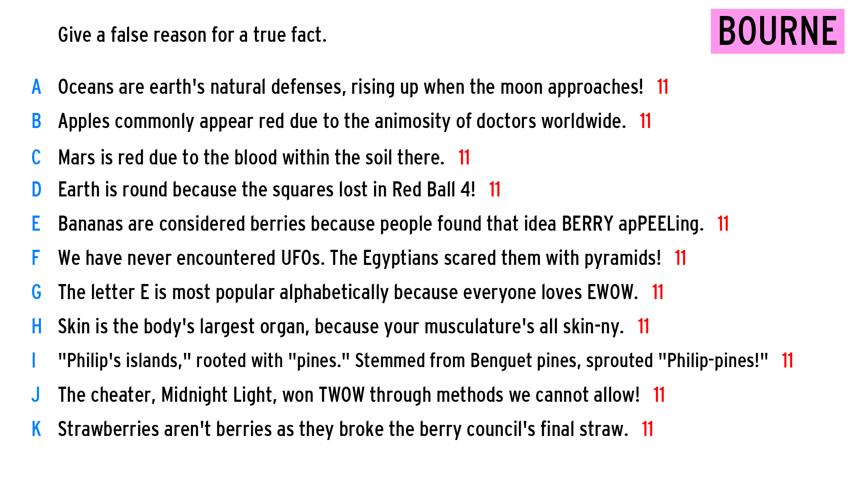 Give a false reason for a true fact.
BOURNE
A Oceans are earth's natural defenses, rising up when the moon approaches! 11
B Apples commonly appear red due to the animosity of doctors worldwide. 11
C Mars is red due to the blood within the soil there. 11
D Earth is round because the squares lost in Red Ball 4! 11
E Bananas are considered berries because people found that idea BERRY apPEELing. 11
F We have never encountered UFOs. The Egyptians scared them with pyramids! 11
G The letter E is most popular alphabetically because everyone loves EWOW. 11
H Skin is the body's largest organ, because your musculature's all skin-ny. 11
I "Philip's islands," rooted with "pines." Stemmed from Benguet pines, sprouted "Philip-pines!" 11
J The cheater, Midnight Light, won TWOW through methods we cannot allow! 11
K Strawberries aren't berries as they broke the berry council's final straw. 11